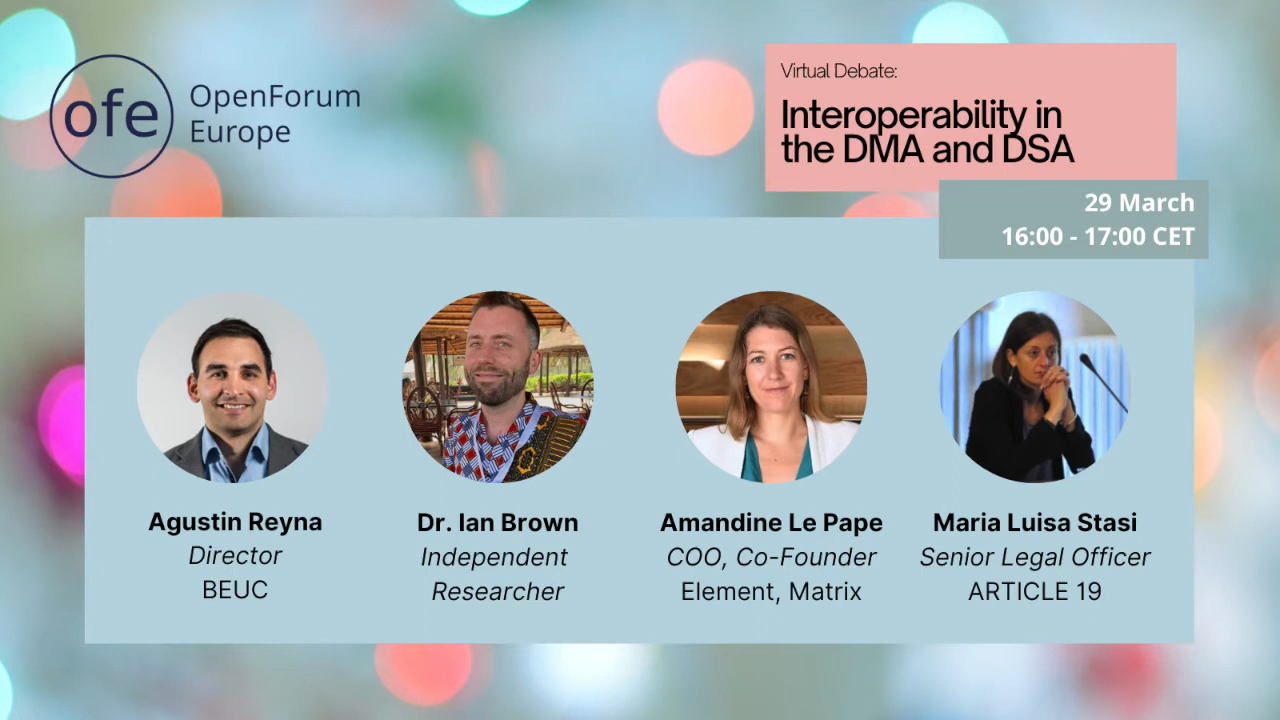 ofe
OpenForum
Europe
Virtual Debate:
Interoperability in
the DMA and DSA
29 March
16:00 - 17:00 CET
Agustin Reyna
Director
BEUC
Dr. Ian Brown
Independent
Researcher
Amandine Le Pape
COO, Co-Founder
Element, Matrix
Maria Luisa Stasi
Senior Legal Officer
ARTICLE 19